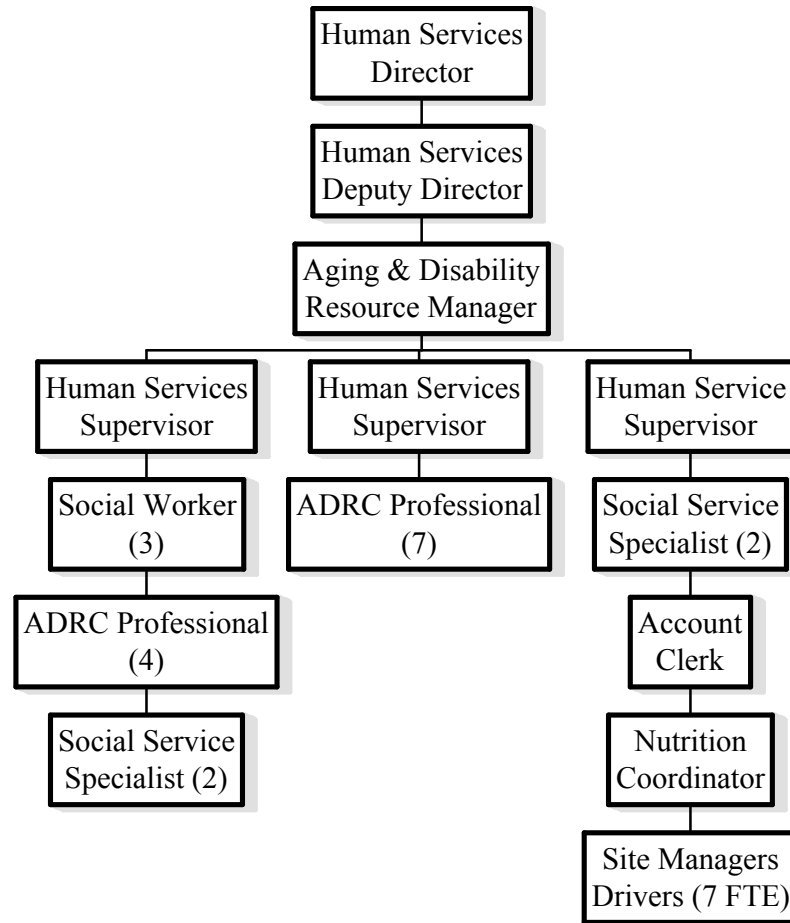 Human Services
Director
Human Services
Deputy Director
Aging & Disability
Resource Manager
Human Services
Supervisor
Human Services
Supervisor
Human Service
Supervisor
Social Worker
(3)
ADRC Professional
(7)
Social Service
Specialist (2)
ADRC Professional
(4)
Account
Clerk
Social Service
Specialist (2)
Nutrition
Coordinator
Site Managers
Drivers (7 FTE)